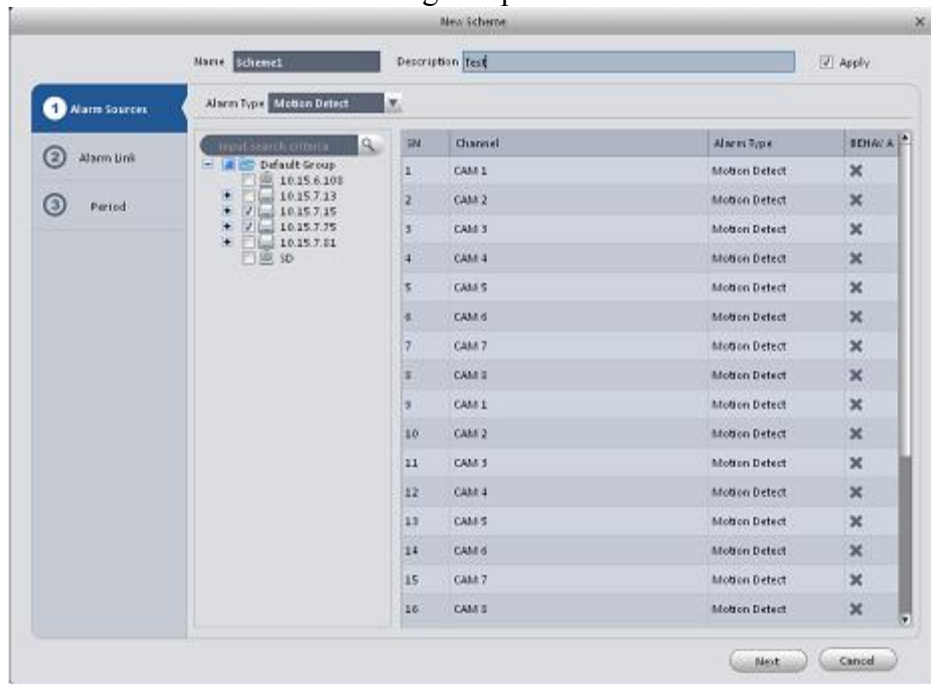 New Scheme
Name Scheme1 Description Test Apply
1 Alarm Sources
2 Alarm Link
3 Period
Alarm Type Motion Detect
Input search criteria
Default Group
10.15.6.108
10.15.7.13
10.15.7.15
10.15.7.75
10.15.7.81
SD
SN Channel Alarm Type BEHAV A
1 CAM 1 Motion Detect
2 CAM 2 Motion Detect
3 CAM 3 Motion Detect
4 CAM 4 Motion Detect
5 CAM 5 Motion Detect
6 CAM 6 Motion Detect
7 CAM 7 Motion Detect
8 CAM 8 Motion Detect
9 CAM 1 Motion Detect
10 CAM 2 Motion Detect
11 CAM 3 Motion Detect
12 CAM 4 Motion Detect
13 CAM 5 Motion Detect
14 CAM 6 Motion Detect
15 CAM 7 Motion Detect
16 CAM 8 Motion Detect
Next Cancel